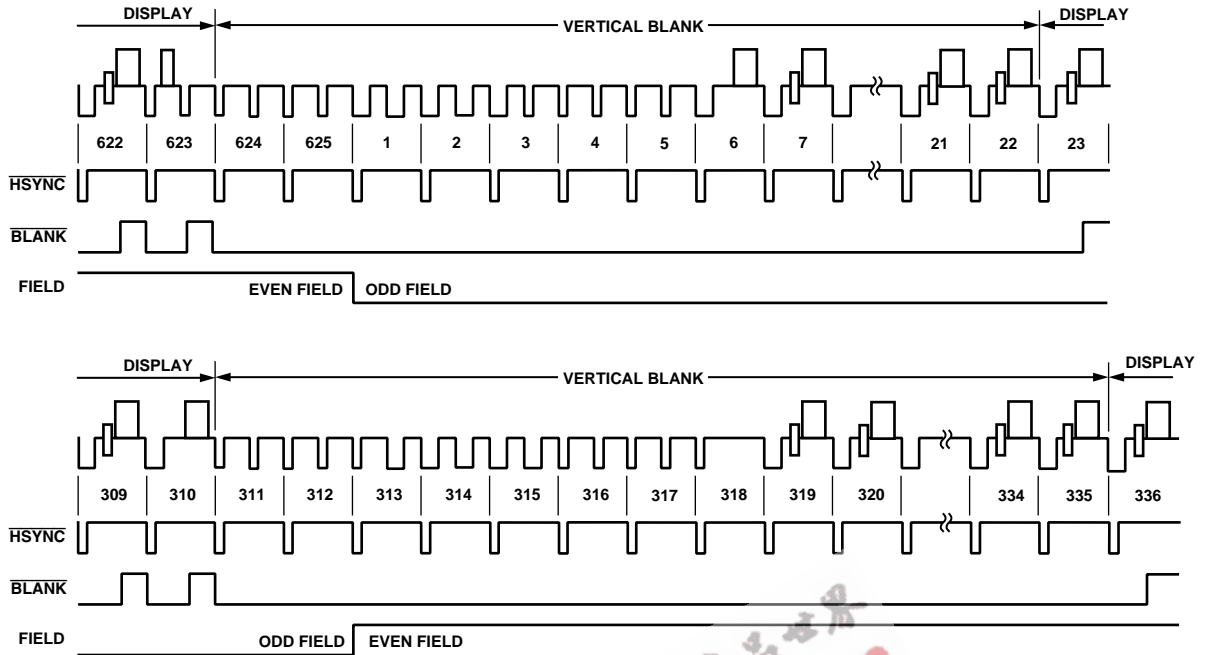 DISPLAY VERTICAL BLANK DISPLAY
622 623 624 625 1 2 3 4 5 6 7 21 22 23
HSYNC
BLANK
FIELD EVEN FIELD ODD FIELD
DISPLAY VERTICAL BLANK DISPLAY
309 310 311 312 313 314 315 316 317 318 319 320 334 335 336
HSYNC
BLANK
FIELD ODD FIELD EVEN FIELD